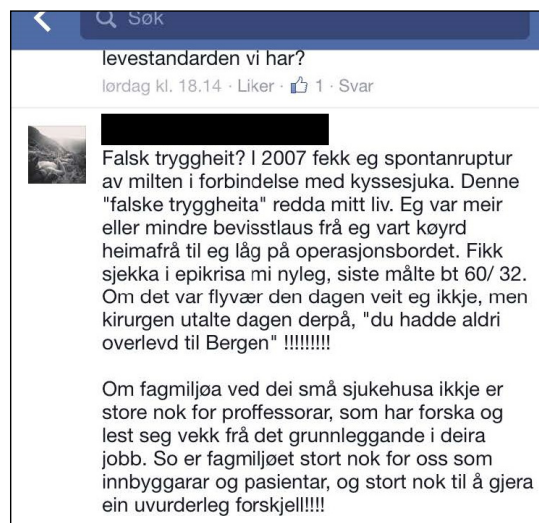 Søk
levestandarden vi har?
lørdag kl. 18.14 · Liker · 1 · Svar
Falsk tryggheit? I 2007 fekk eg spontanruptur
av milten i forbindelse med kyssesjuka. Denne
"falske tryggheita" redda mitt liv. Eg var meir
eller mindre bevisstlaus frå eg vart køyrd
heimafrå til eg låg på operasjonsbordet. Fikk
sjekka i epikrisa mi nyleg, siste målte bt 60/ 32.
Om det var flyvær den dagen veit eg ikkje, men
kirurgen utalte dagen derpå, "du hadde aldri
overlevd til Bergen" !!!!!!!!!
Om fagmiljøa ved dei små sjukehusa ikkje er
store nok for proffessorar, som har forska og
lest seg vekk frå det grunnleggande i deira
jobb. So er fagmiljøet stort nok for oss som
innbyggarar og pasientar, og stort nok til å gjera
ein uvurderleg forskjell!!!!